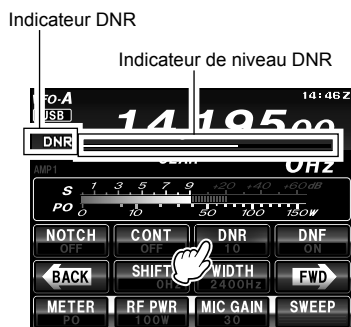 Indicateur DNR
Indicateur de niveau DNR
VFO-A
14:46Z
USB
14,195,00
DNR
AMP1
0Hz
S 1 3 5 7 9 +20 +40 +60dB
PO 0 10 50 100 150W
NOTCH CONT DNR DNF
OFF OFF 10 ON
BACK SHIFT WIDTH FWD
0Hz 2400Hz
METER RF PWR MIC GAIN SWEEP
PO 100W 30